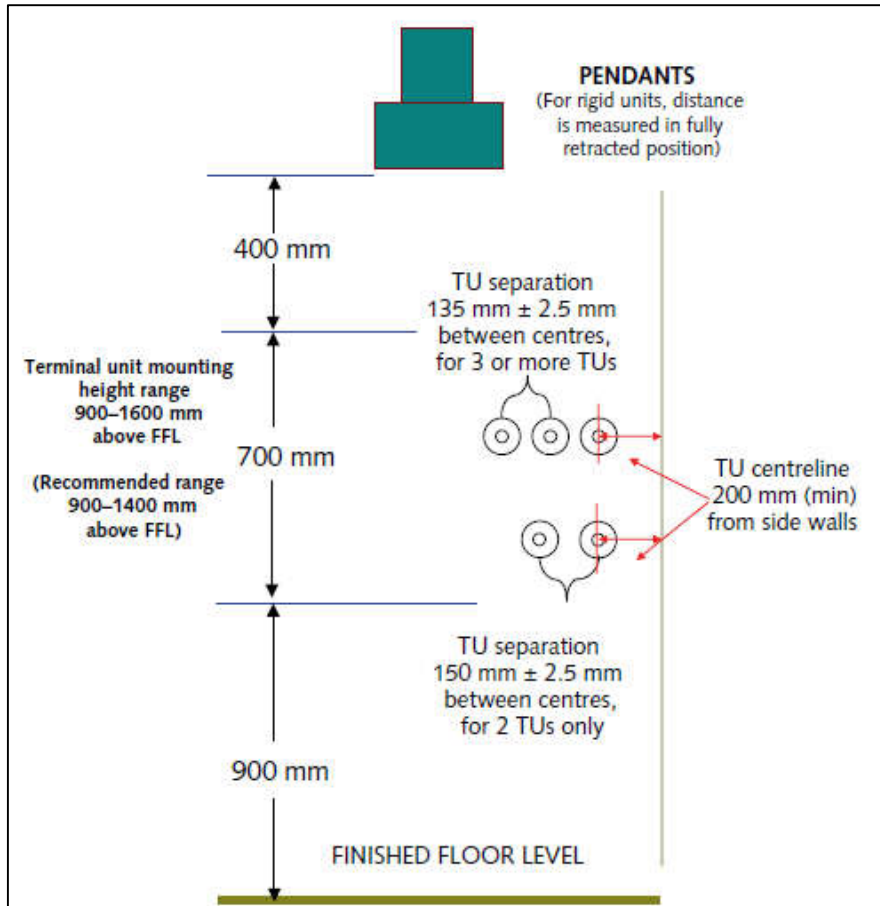 PENDANTS
(For rigid units, distance
is measured in fully
retracted position)
400 mm
TU separation
135 mm ± 2.5 mm
between centres,
for 3 or more TUs
Terminal unit mounting
height range
900–1600 mm
above FFL
(Recommended range
900–1400 mm
above FFL)
700 mm
TU centreline
200 mm (min)
from side walls
TU separation
150 mm ± 2.5 mm
between centres,
for 2 TUs only
900 mm
FINISHED FLOOR LEVEL